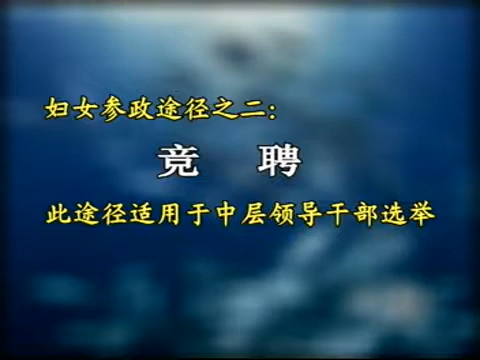 妇女参政途径之二：
竞 聘
此途径适用于中层领导干部选举